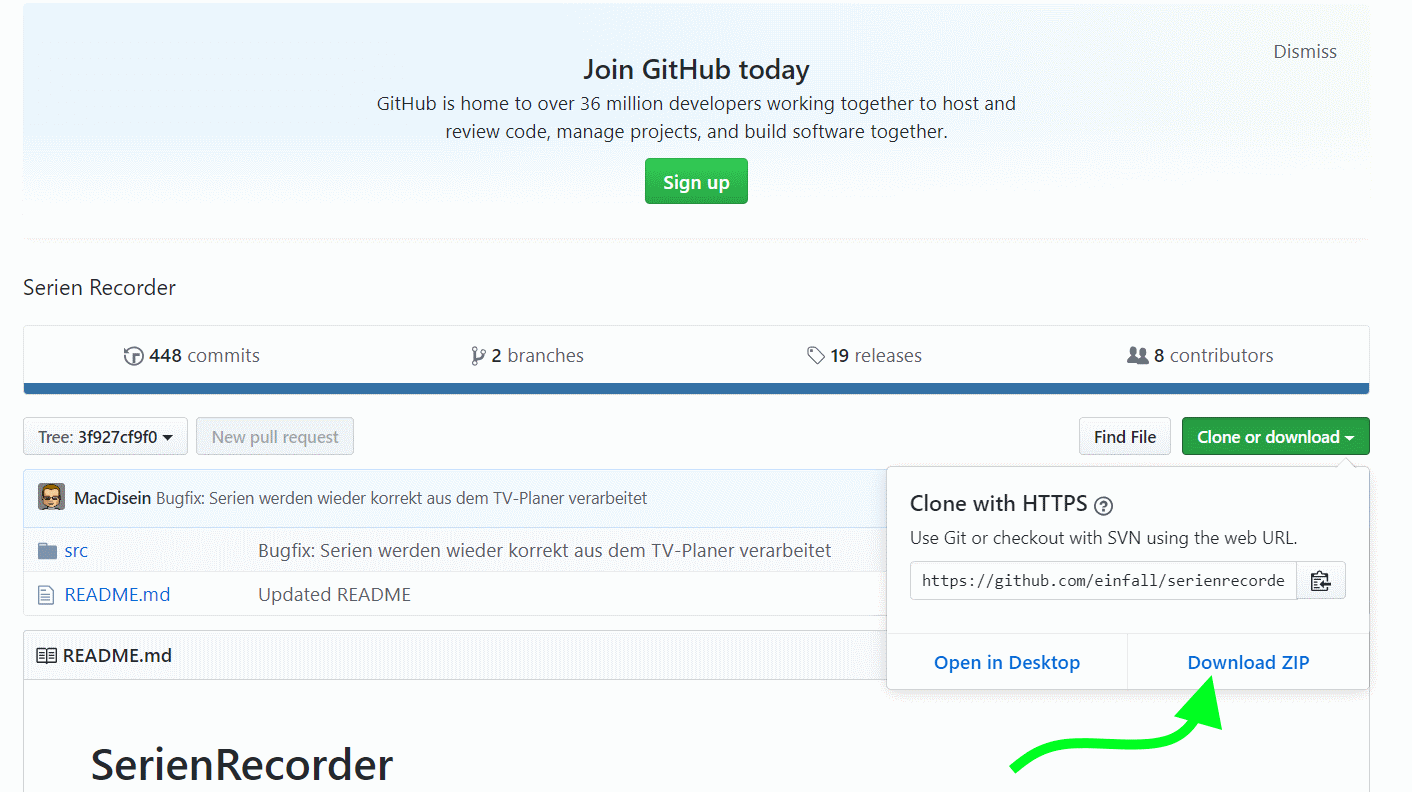 Dismiss
Join GitHub today
GitHub is home to over 36 million developers working together to host and
review code, manage projects, and build software together.
Sign up
Serien Recorder
448 commits
2 branches
19 releases
8 contributors
Tree: 3f927cf9f0
New pull request
Find File
Clone or download
MacDisein Bugfix: Serien werden wieder korrekt aus dem TV-Planer verarbeitet
src Bugfix: Serien werden wieder korrekt aus dem TV-Planer verarbeitet
README.md Updated README
Clone with HTTPS ?
Use Git or checkout with SVN using the web URL.
https://github.com/einfall/serienrecorde
Open in Desktop
Download ZIP
README.md
SerienRecorder